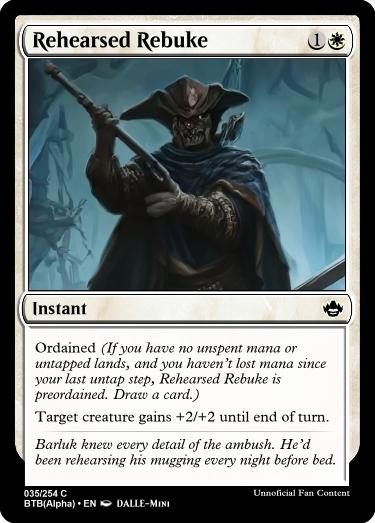 Rehearsed Rebuke 1
Instant
Ordained (If you have no unspent mana or
untapped lands, and you haven't lost mana since
your last untap step, Rehearsed Rebuke is
preordained. Draw a card.)
Target creature gains +2/+2 until end of turn.
Barluk knew every detail of the ambush. He'd
been rehearsing his mugging every night before bed.
035/254 C
BTB(Alpha) • EN DALLE-MINI
Unofficial Fan Content